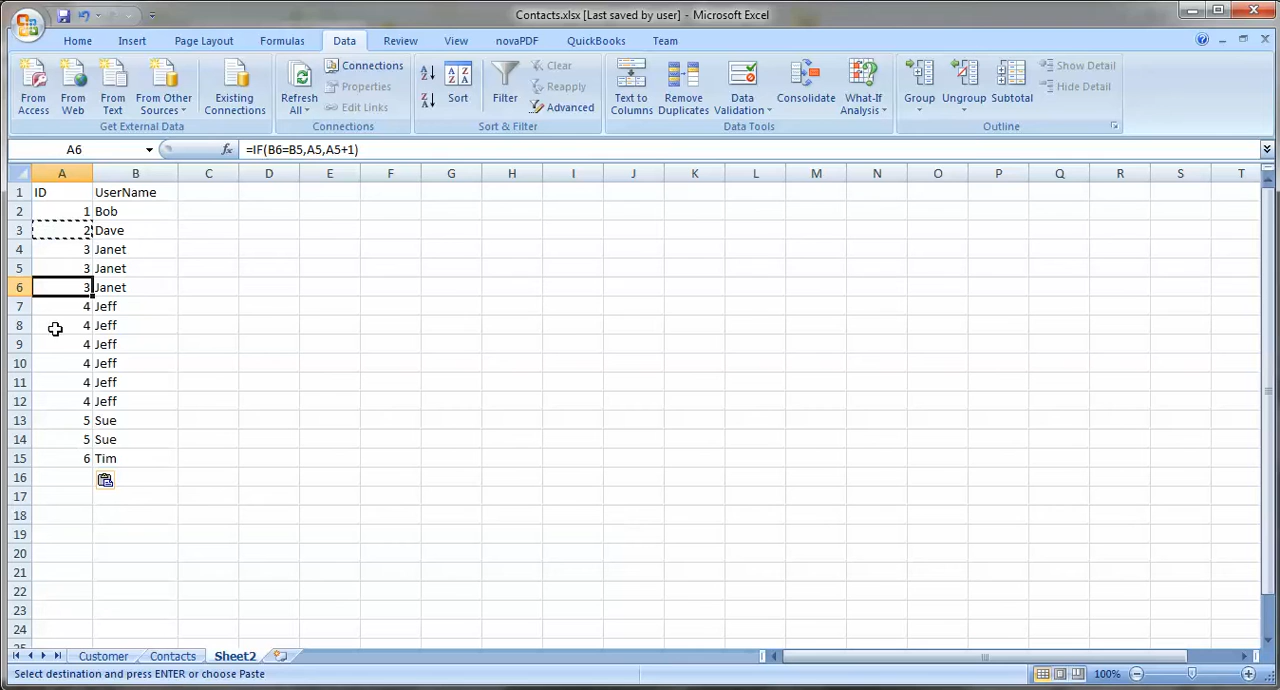 Contacts.xlsx [Last saved by user] - Microsoft Excel
Home Insert Page Layout Formulas Data Review View novaPDF QuickBooks Team
From Access
From Web
From Text
From Other Sources
Existing Connections
Get External Data
Refresh All
Connections
Properties
Edit Links
Connections
Sort
Filter
Clear
Reapply
Advanced
Sort & Filter
Text to Columns
Remove Duplicates
Data Validation
Consolidate
What-If Analysis
Data Tools
Group
Ungroup
Subtotal
Show Detail
Hide Detail
Outline
A6 fx =IF(B6=B5,A5,A5+1)
A B C D E F G H I J K L M N O P Q R S T
1 ID UserName
2 1 Bob
3 2 Dave
4 3 Janet
5 3 Janet
6 3 Janet
7 4 Jeff
8 4 Jeff
9 4 Jeff
10 4 Jeff
11 4 Jeff
12 4 Jeff
13 5 Sue
14 5 Sue
15 6 Tim
16
17
18
19
20
21
22
23
24
25
Customer Contacts Sheet2
Select destination and press ENTER or choose Paste 100%